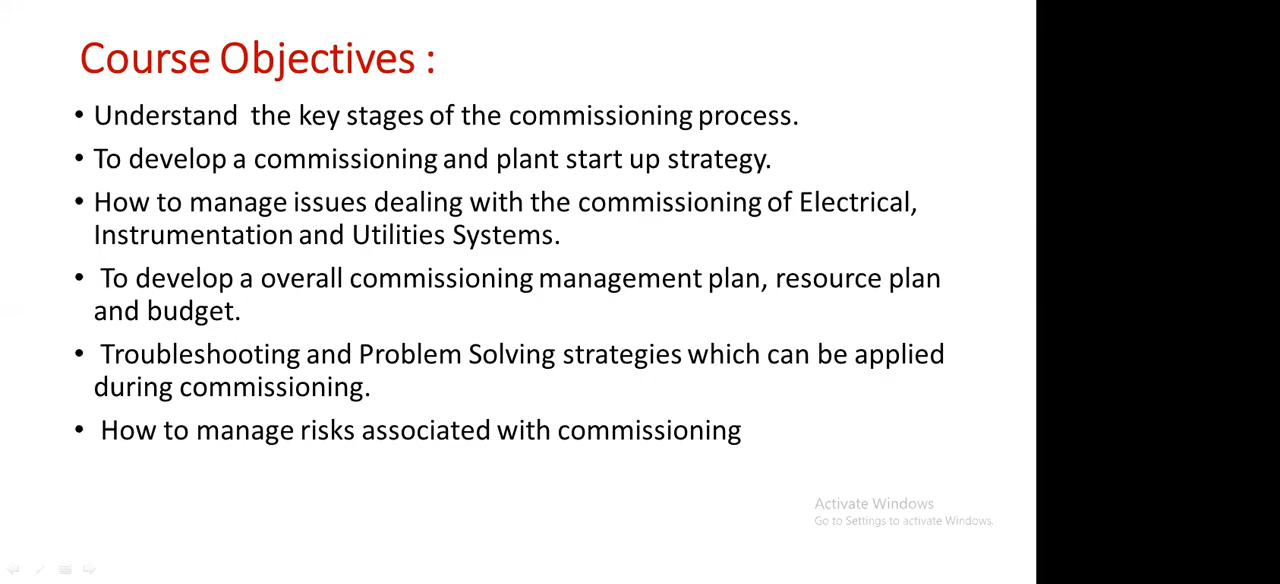 Course Objectives :
• Understand  the key stages of the commissioning process.
• To develop a commissioning and plant start up strategy.
• How to manage issues dealing with the commissioning of Electrical,
Instrumentation and Utilities Systems.
• To develop a overall commissioning management plan, resource plan
and budget.
• Troubleshooting and Problem Solving strategies which can be applied
during commissioning.
• How to manage risks associated with commissioning
Activate Windows
Go to Settings to activate Windows.